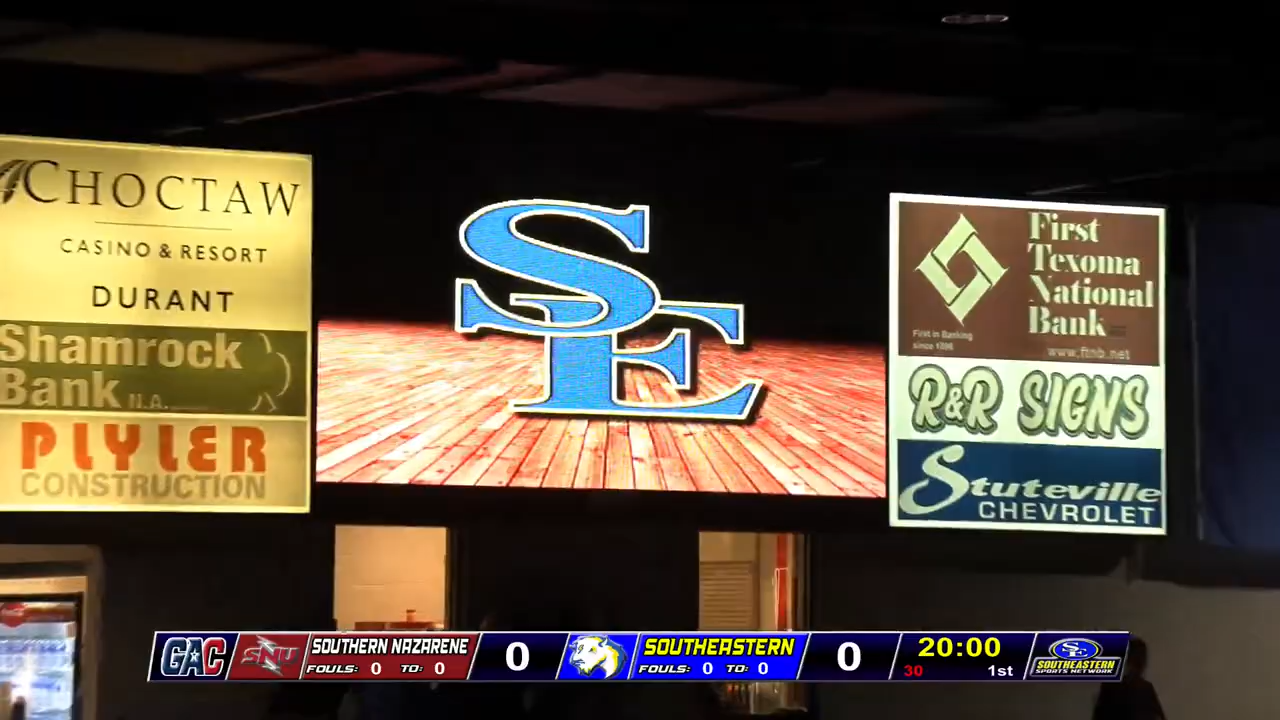 CHOCTAW
CASINO & RESORT
DURANT
Shamrock
Bank N.A.
PLYLER
CONSTRUCTION
SE
First
Texoma
National
Bank
First in Banking
since 1896
www.ftnb.net
R&R SIGNS
Stuteville
CHEVROLET
GAC
SNU
SOUTHERN NAZARENE
FOULS: 0 TO: 0
0
SOUTHEASTERN
FOULS: 0 TO: 0
0
20:00
30 1st
SE
SOUTHEASTERN
SPORTS NETWORK